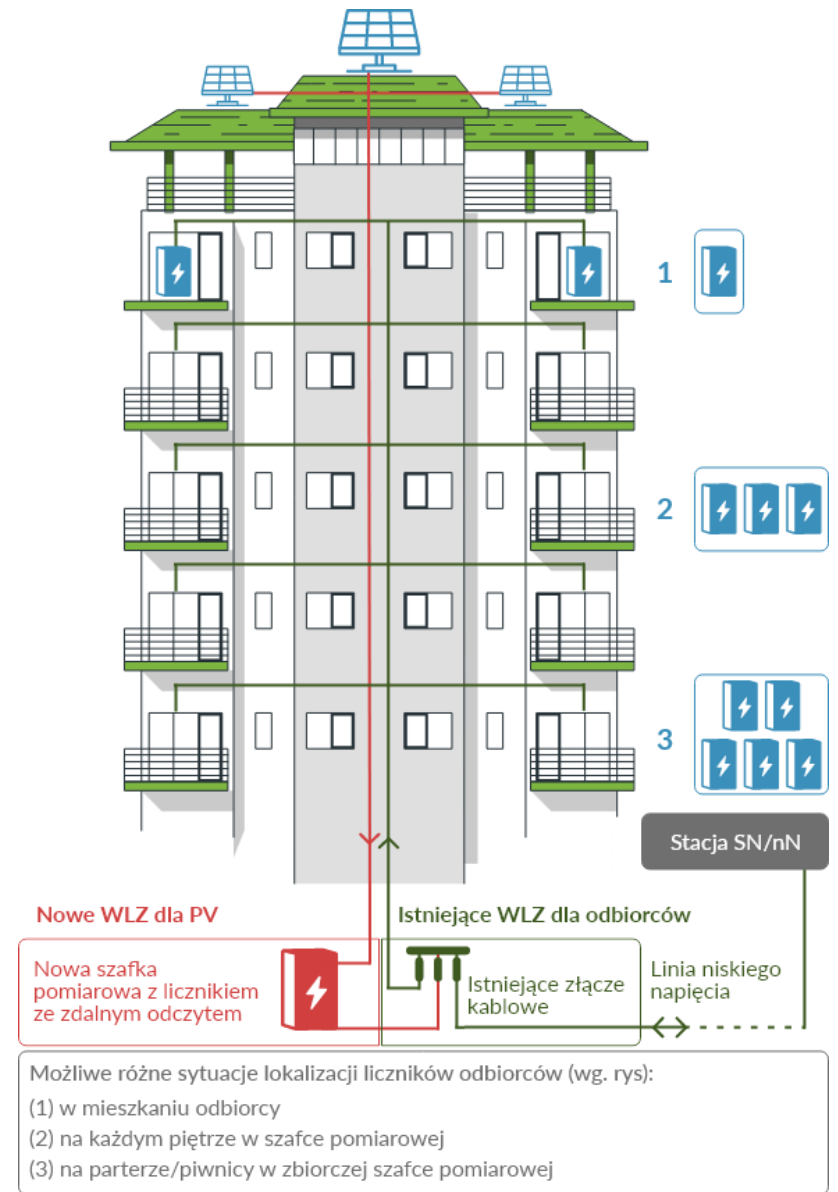 1
2
3
Stacja SN/nN
Nowe WLZ dla PV
Istniejące WLZ dla odbiorców
Nowa szafka
pomiarowa z licznikiem
ze zdalnym odczytem
Istniejące złącze
kablowe
Linia niskiego
napięcia
Możliwe różne sytuacje lokalizacji liczników odbiorców (wg. rys):
(1) w mieszkaniu odbiorcy
(2) na każdym piętrze w szafce pomiarowej
(3) na parterze/piwnicy w zbiorczej szafce pomiarowej